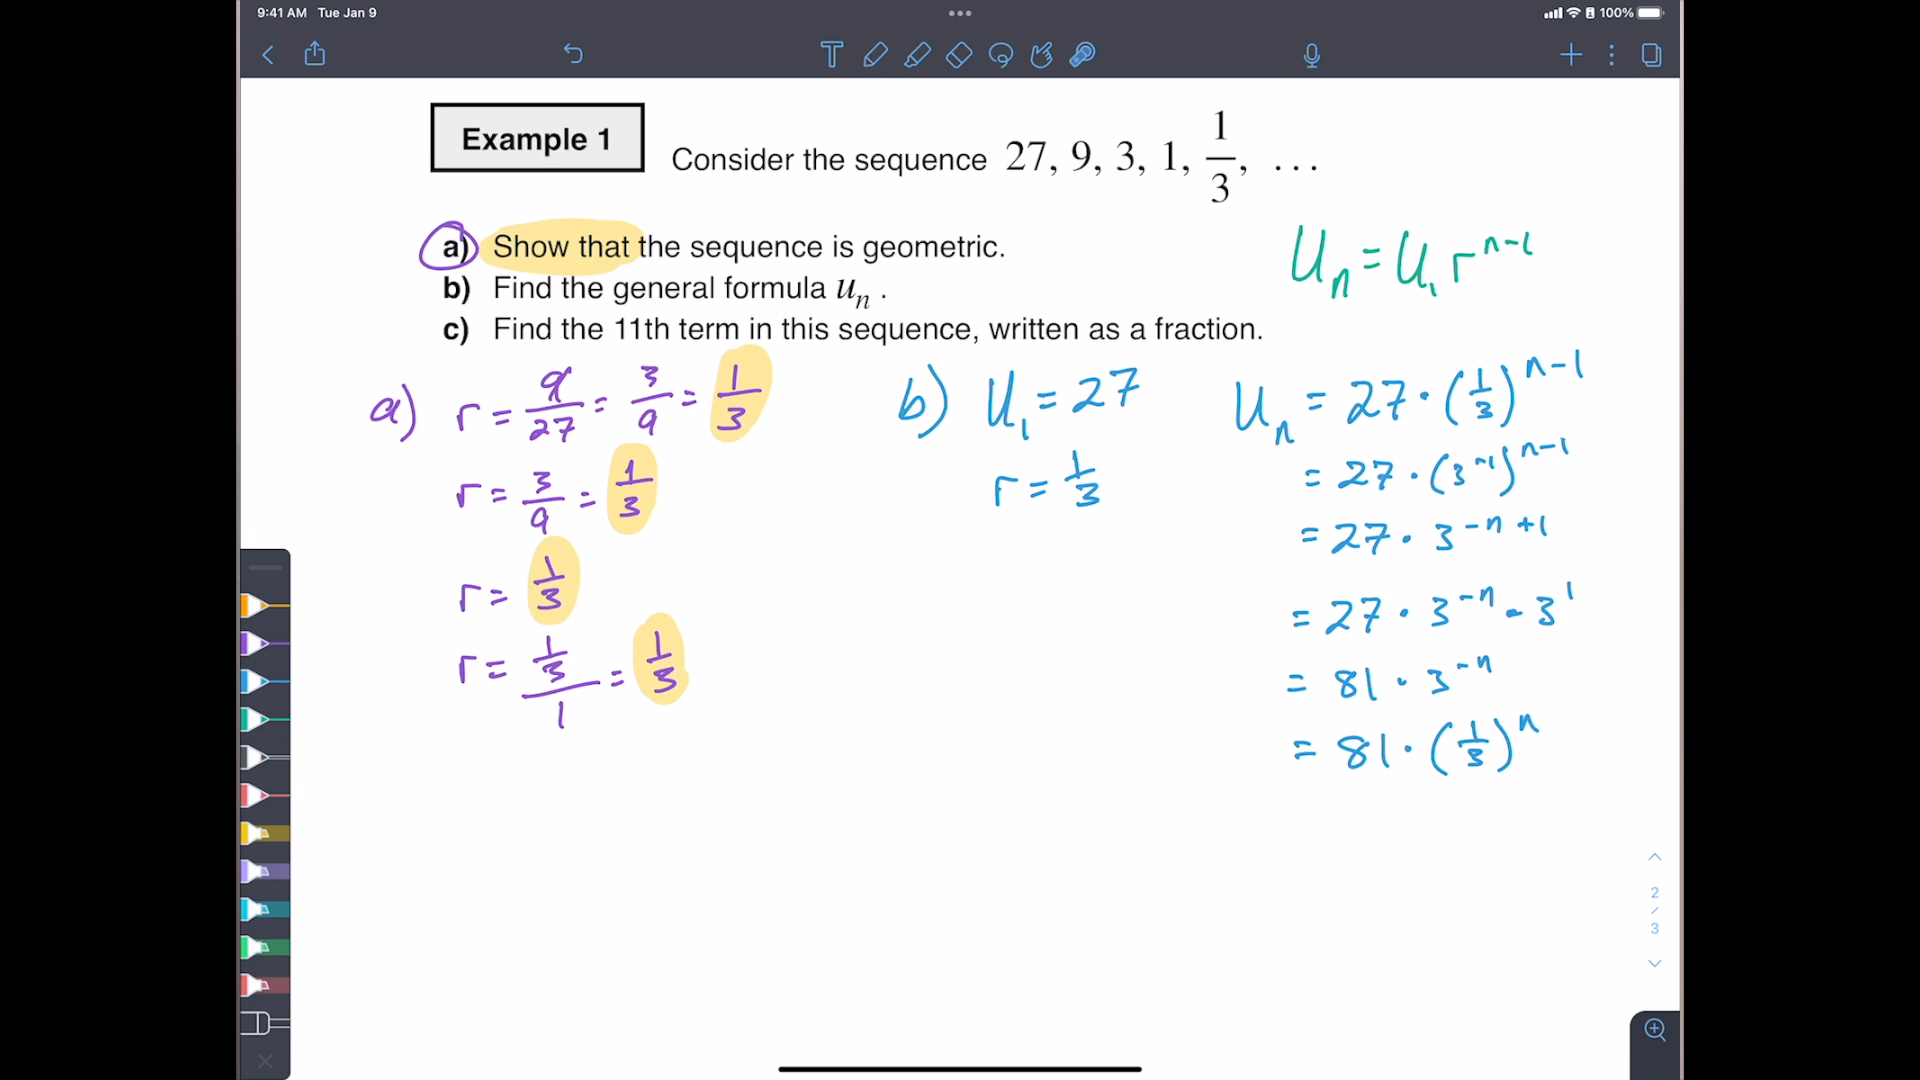 9:41 AM Tue Jan 9
100%
Example 1 Consider the sequence 27, 9, 3, 1, 1/3, ...
a) Show that the sequence is geometric.
b) Find the general formula uₙ .
c) Find the 11th term in this sequence, written as a fraction.
Uₙ = U₁ rⁿ⁻¹
a) r = 9/27 = 3/9 = 1/3
r = 3/9 = 1/3
r = 1/3
r = (1/3)/1 = 1/3
b) U₁ = 27
r = 1/3
Uₙ = 27 · (1/3)ⁿ⁻¹
= 27 · (3⁻¹)ⁿ⁻¹
= 27 · 3⁻ⁿ⁺¹
= 27 · 3⁻ⁿ · 3¹
= 81 · 3⁻ⁿ
= 81 · (1/3)ⁿ
2/3